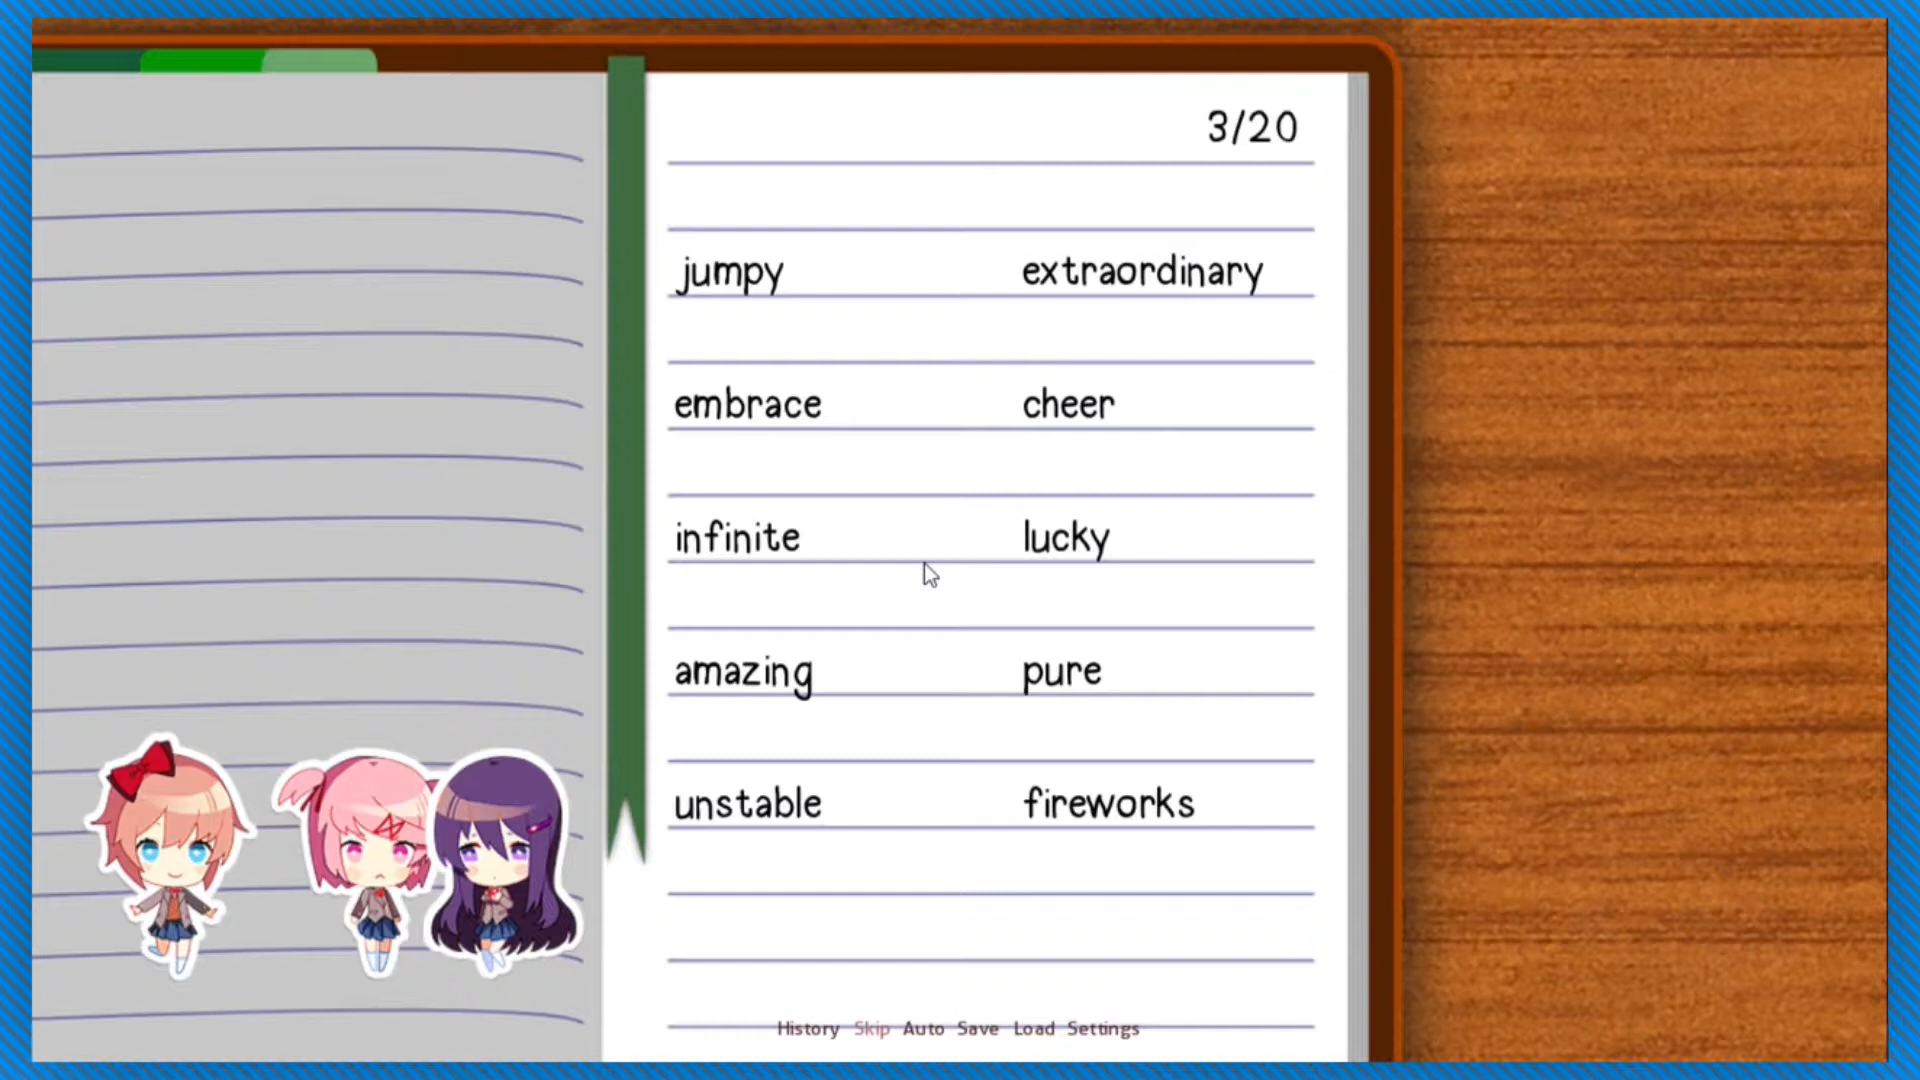 3/20
jumpy extraordinary
embrace cheer
infinite lucky
amazing pure
unstable fireworks
History Skip Auto Save Load Settings